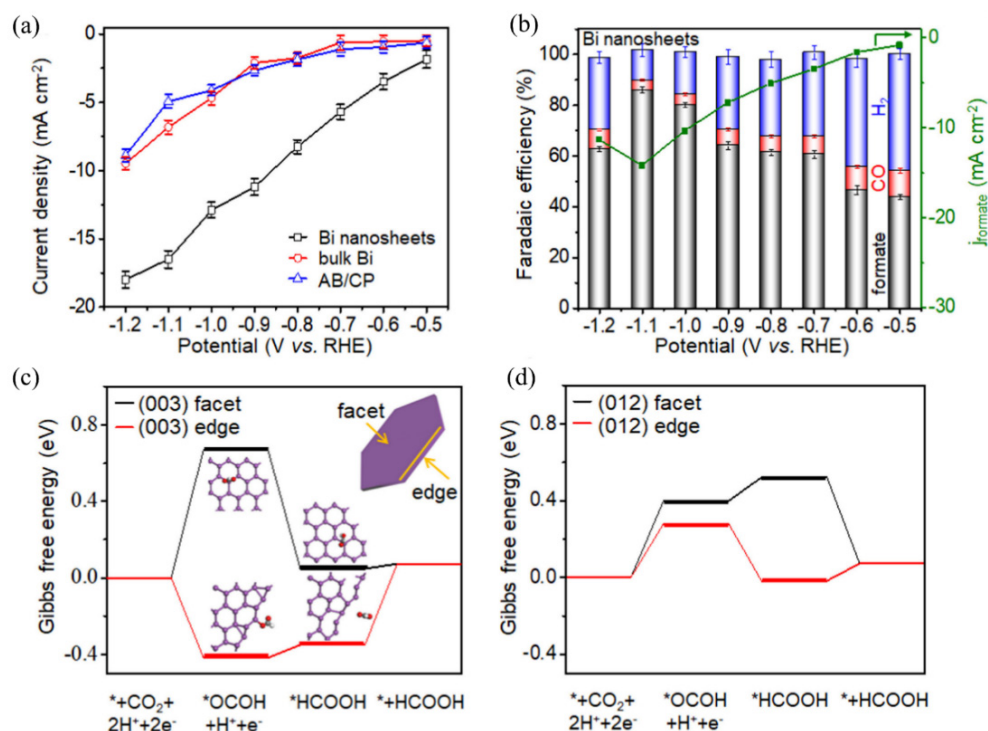 (a)
0
-5
-10
-15
-20
Current density (mA cm⁻²)
Bi nanosheets
bulk Bi
AB/CP
-1.2 -1.1 -1.0 -0.9 -0.8 -0.7 -0.6 -0.5
Potential (V vs. RHE)
(b)
Bi nanosheets
100
80
60
40
20
0
Faradaic efficiency (%)
H₂
CO
formate
0
-10
-20
-30
jformate (mA cm⁻²)
-1.2 -1.1 -1.0 -0.9 -0.8 -0.7 -0.6 -0.5
Potential (V vs. RHE)
(c)
(003) facet
(003) edge
facet
edge
0.8
0.4
0.0
-0.4
Gibbs free energy (eV)
*+CO₂+ *OCOH *HCOOH *+HCOOH
2H⁺+2e⁻ +H⁺+e⁻
(d)
(012) facet
(012) edge
0.8
0.4
0.0
-0.4
Gibbs free energy (eV)
*+CO₂+ *OCOH *HCOOH *+HCOOH
2H⁺+2e⁻ +H⁺+e⁻